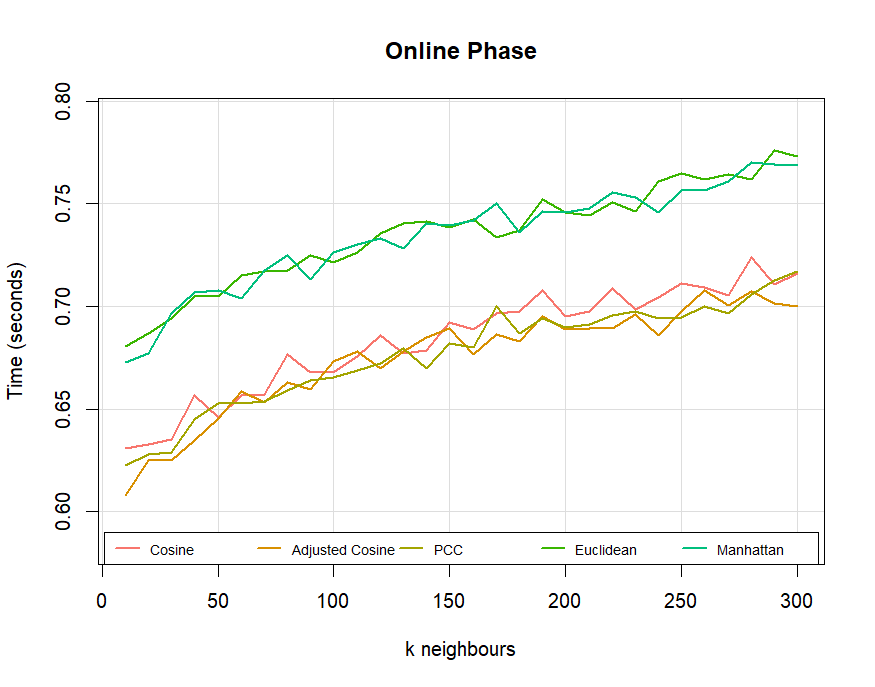 Online Phase
Time (seconds)
0.80
0.75
0.70
0.65
0.60
Cosine Adjusted Cosine PCC Euclidean Manhattan
0 50 100 150 200 250 300
k neighbours